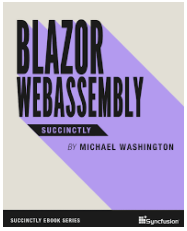 BLAZOR
WEBASSEMBLY
SUCCINCTLY
BY MICHAEL WASHINGTON
SUCCINCTLY EBOOK SERIES
Syncfusion